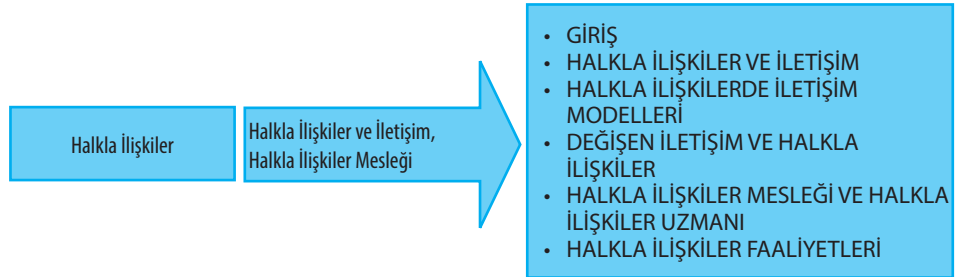 Halkla İlişkiler
Halkla İlişkiler ve İletişim,
Halkla İlişkiler Mesleği
• GİRİŞ
• HALKLA İLİŞKİLER VE İLETİŞİM
• HALKLA İLİŞKİLERDE İLETİŞİM
MODELLERİ
• DEĞİŞEN İLETİŞİM VE HALKLA
İLİŞKİLER
• HALKLA İLİŞKİLER MESLEĞİ VE HALKLA
İLİŞKİLER UZMANI
• HALKLA İLİŞKİLER FAALİYETLERİ